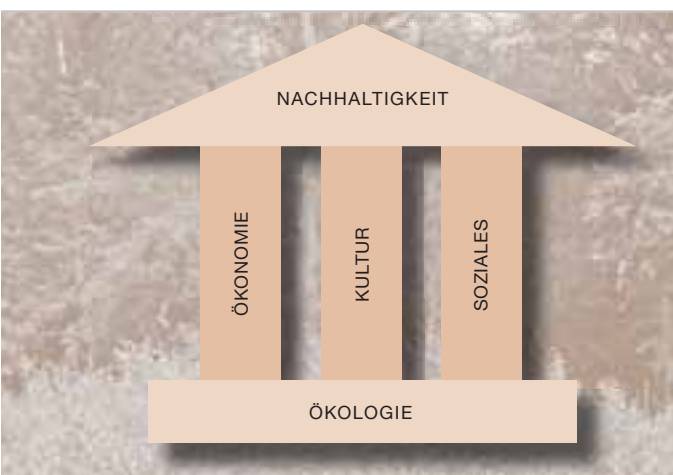 NACHHALTIGKEIT
ÖKONOMIE
KULTUR
SOZIALES
ÖKOLOGIE